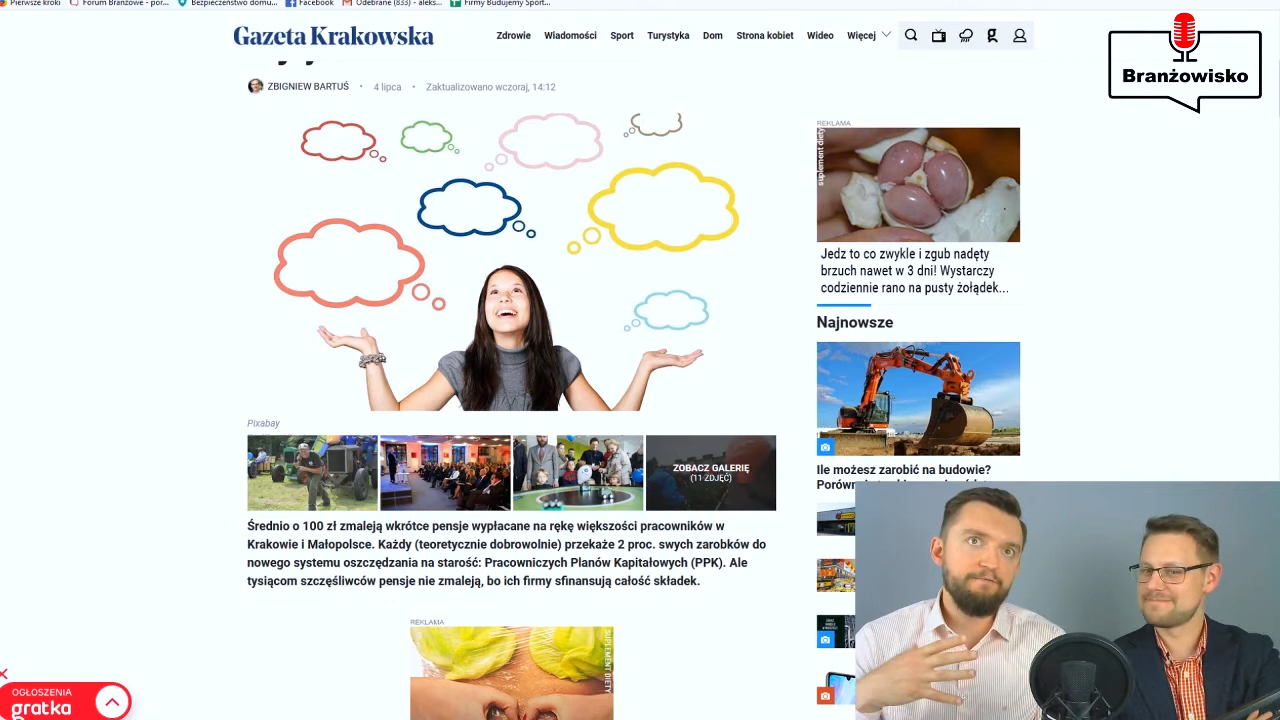 Pierwsze kroki
Forum Branżowe - por...
Bezpieczeństwo domu...
Facebook
Odebrane (833) – aleks...
Firmy Budujemy Sport...
Gazeta Krakowska
Zdrowie
Wiadomości
Sport
Turystyka
Dom
Strona kobiet
Wideo
Więcej
Branżowisko
ZBIGNIEW BARTUŚ • 4 lipca • Zaktualizowano wczoraj, 14:12
REKLAMA
suplement diety
Jedz to co zwykle i zgub nadęty
brzuch nawet w 3 dni! Wystarczy
codziennie rano na pusty żołądek...
Najnowsze
Ile możesz zarobić na budowie?
Pixabay
ZOBACZ GALERIĘ
(11 ZDJĘĆ)
Średnio o 100 zł zmaleją wkrótce pensje wypłacane na rękę większości pracowników w
Krakowie i Małopolsce. Każdy (teoretycznie dobrowolnie) przekaże 2 proc. swych zarobków do
nowego systemu oszczędzania na starość: Pracowniczych Planów Kapitałowych (PPK). Ale
tysiącom szczęśliwców pensje nie zmaleją, bo ich firmy sfinansują całość składek.
REKLAMA
SUPLEMENT DIETY
OGŁOSZENIA
gratka